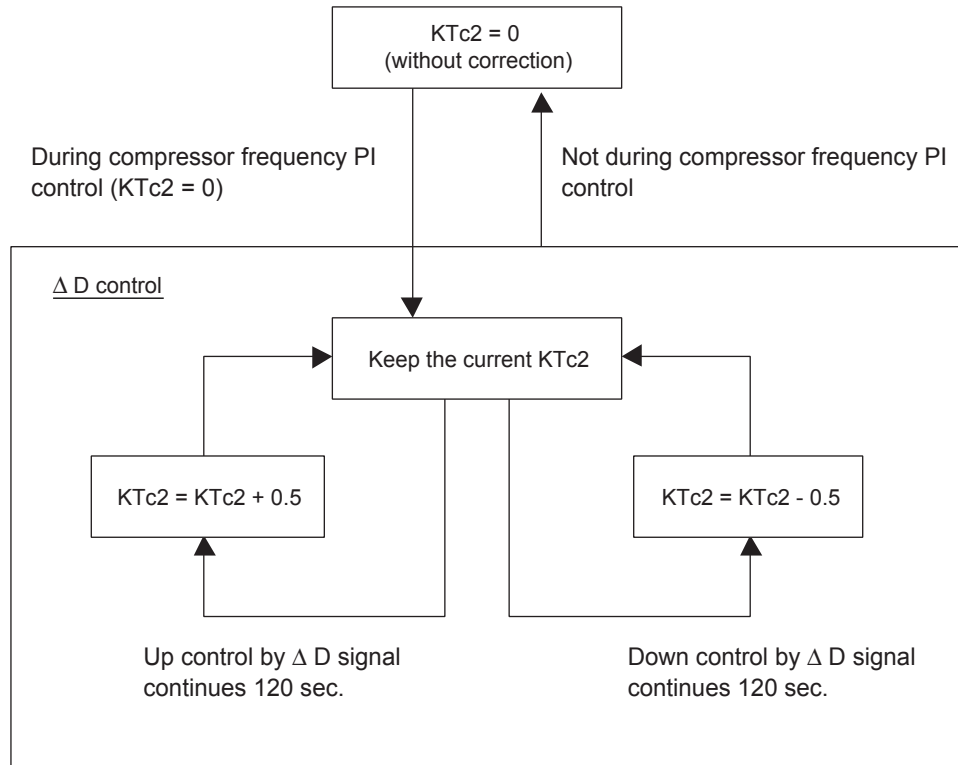 KTc2 = 0
(without correction)
During compressor frequency PI
control (KTc2 = 0)
Not during compressor frequency PI
control
Δ D control
Keep the current KTc2
KTc2 = KTc2 + 0.5
KTc2 = KTc2 - 0.5
Up control by Δ D signal
continues 120 sec.
Down control by Δ D signal
continues 120 sec.